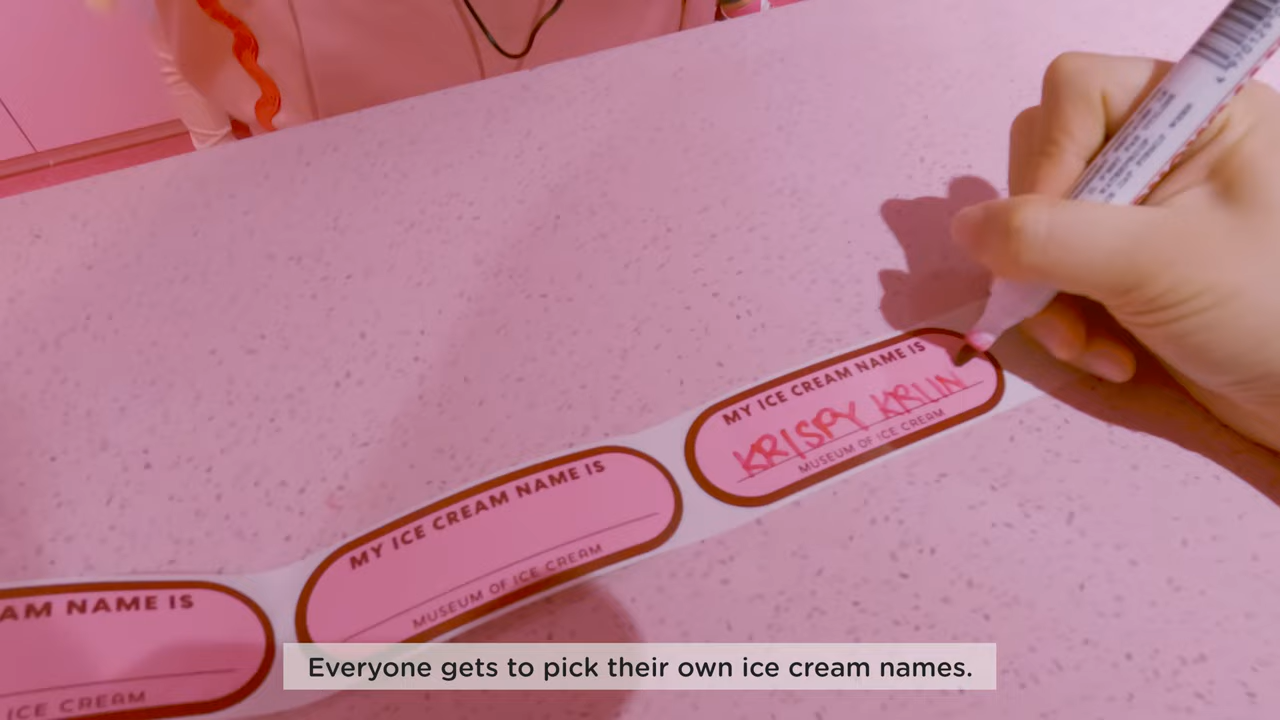 MY ICE CREAM NAME IS
KRISPY KRUN
MUSEUM OF ICE CREAM
MY ICE CREAM NAME IS
MUSEUM OF ICE CREAM
AM NAME IS
ICE CREAM
Everyone gets to pick their own ice cream names.